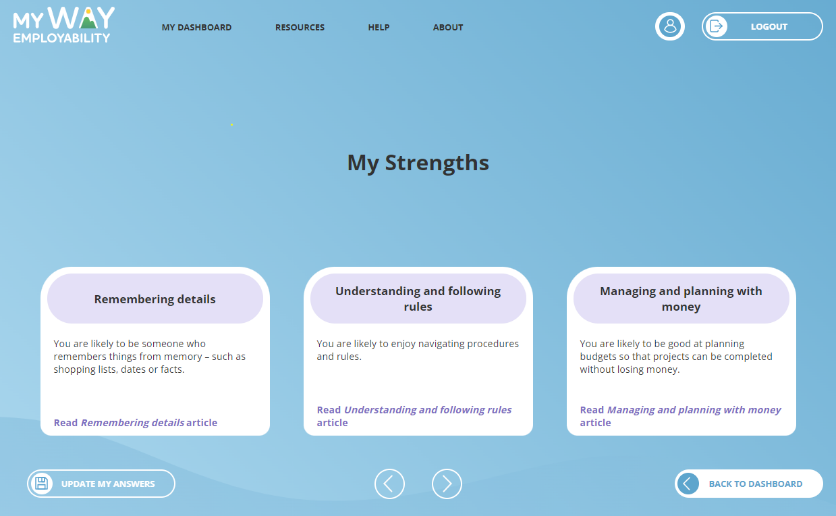 MY WAY
EMPLOYABILITY
MY DASHBOARD
RESOURCES
HELP
ABOUT
LOGOUT
My Strengths
Remembering details
You are likely to be someone who
remembers things from memory – such as
shopping lists, dates or facts.
Read Remembering details article
Understanding and following
rules
You are likely to enjoy navigating procedures
and rules.
Read Understanding and following rules
article
Managing and planning with
money
You are likely to be good at planning
budgets so that projects can be completed
without losing money.
Read Managing and planning with money
article
UPDATE MY ANSWERS
BACK TO DASHBOARD